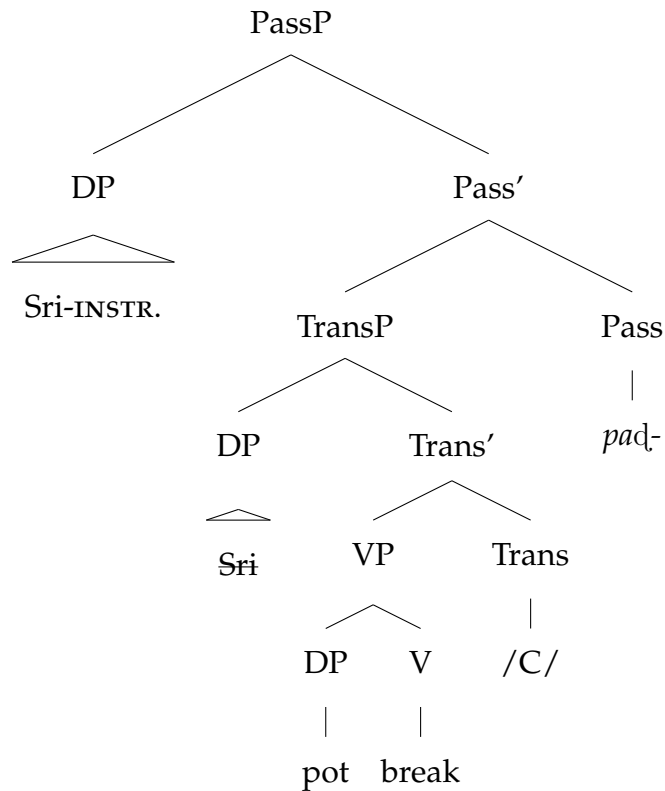 PassP
DP Pass’
Sri-INSTR. TransP Pass
DP Trans’ paḍ-
Sri VP Trans
DP V /C/
pot break